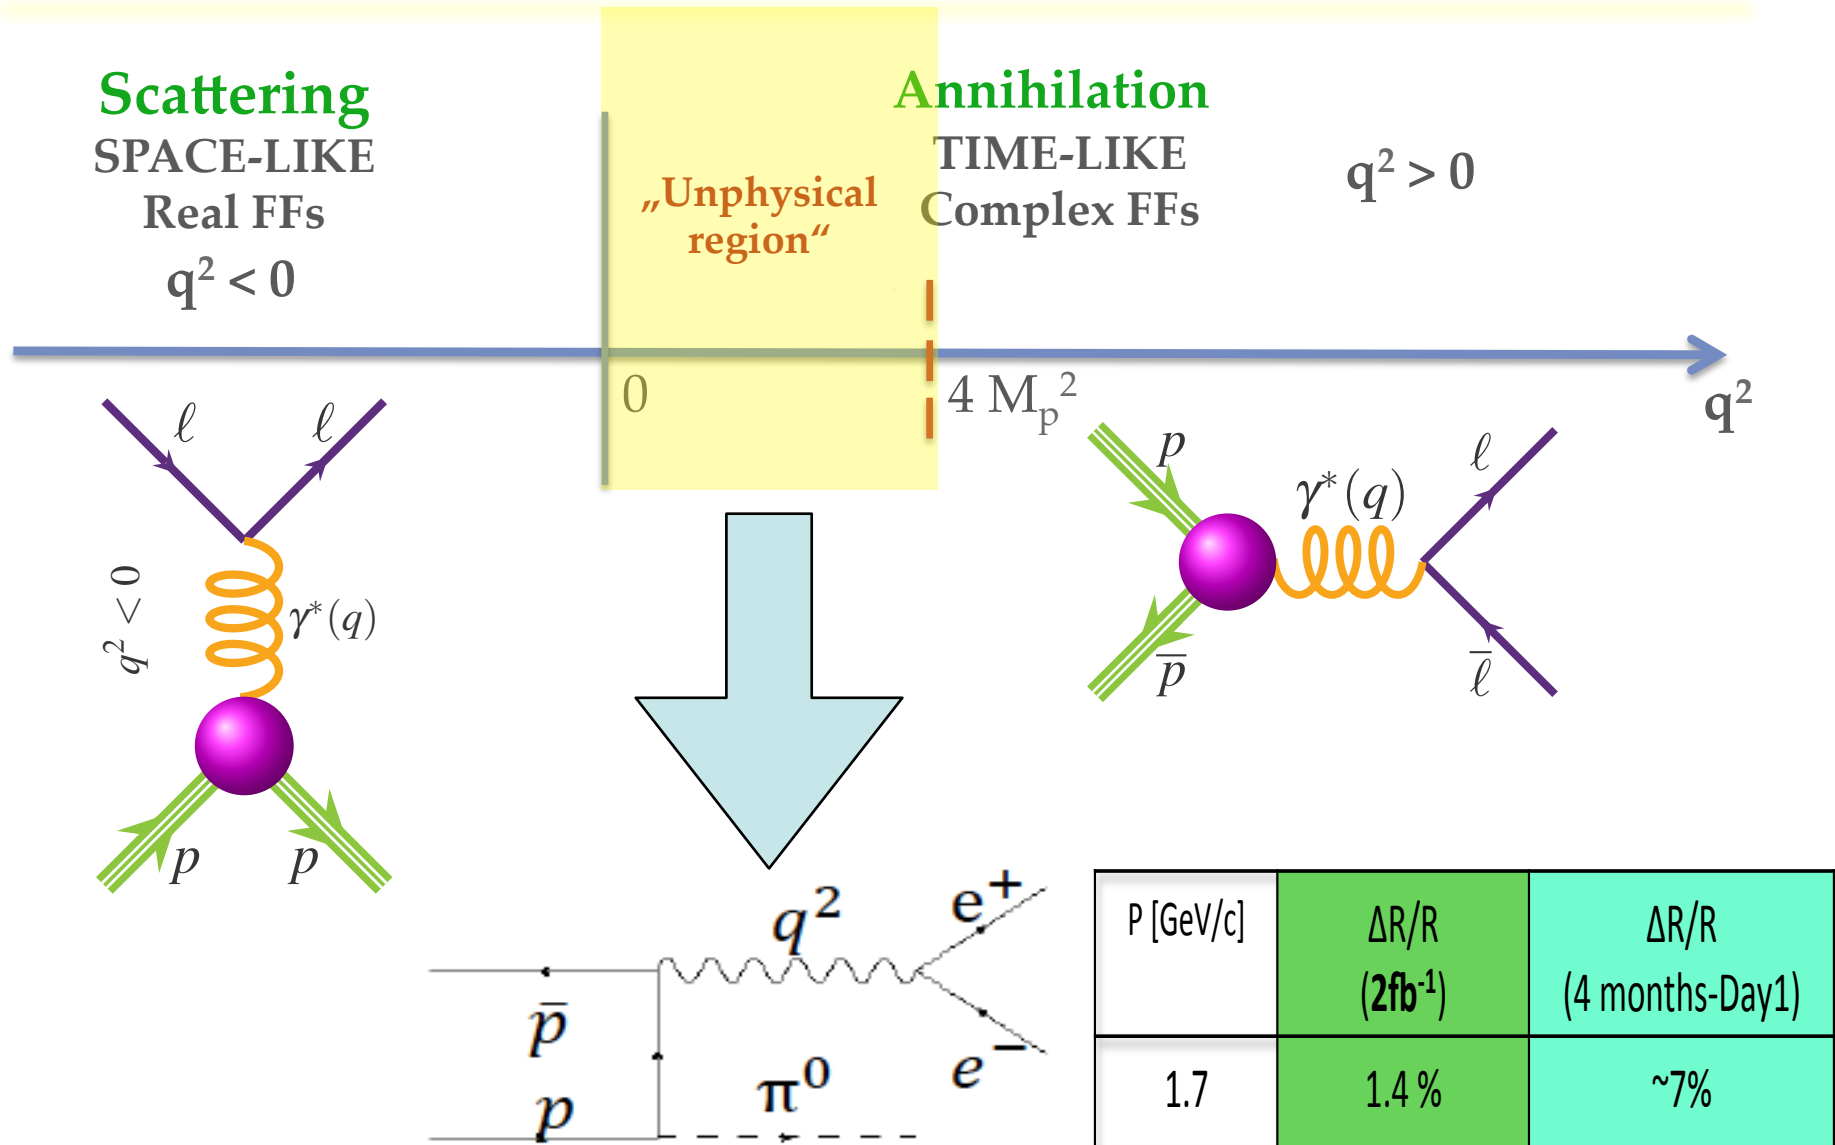 Scattering
SPACE-LIKE
Real FFs
q² < 0
„Unphysical
region“
Annihilation
TIME-LIKE
Complex FFs
q² > 0
0
4 Mₚ²
q²
ℓ
ℓ
q² < 0
γ*(q)
p
p
p
p̅
γ*(q)
ℓ
ℓ̅
q²
e⁺
e⁻
p̅
p
π⁰
P [GeV/c]
ΔR/R
(2fb⁻¹)
ΔR/R
(4 months-Day1)
1.7
1.4 %
~7%